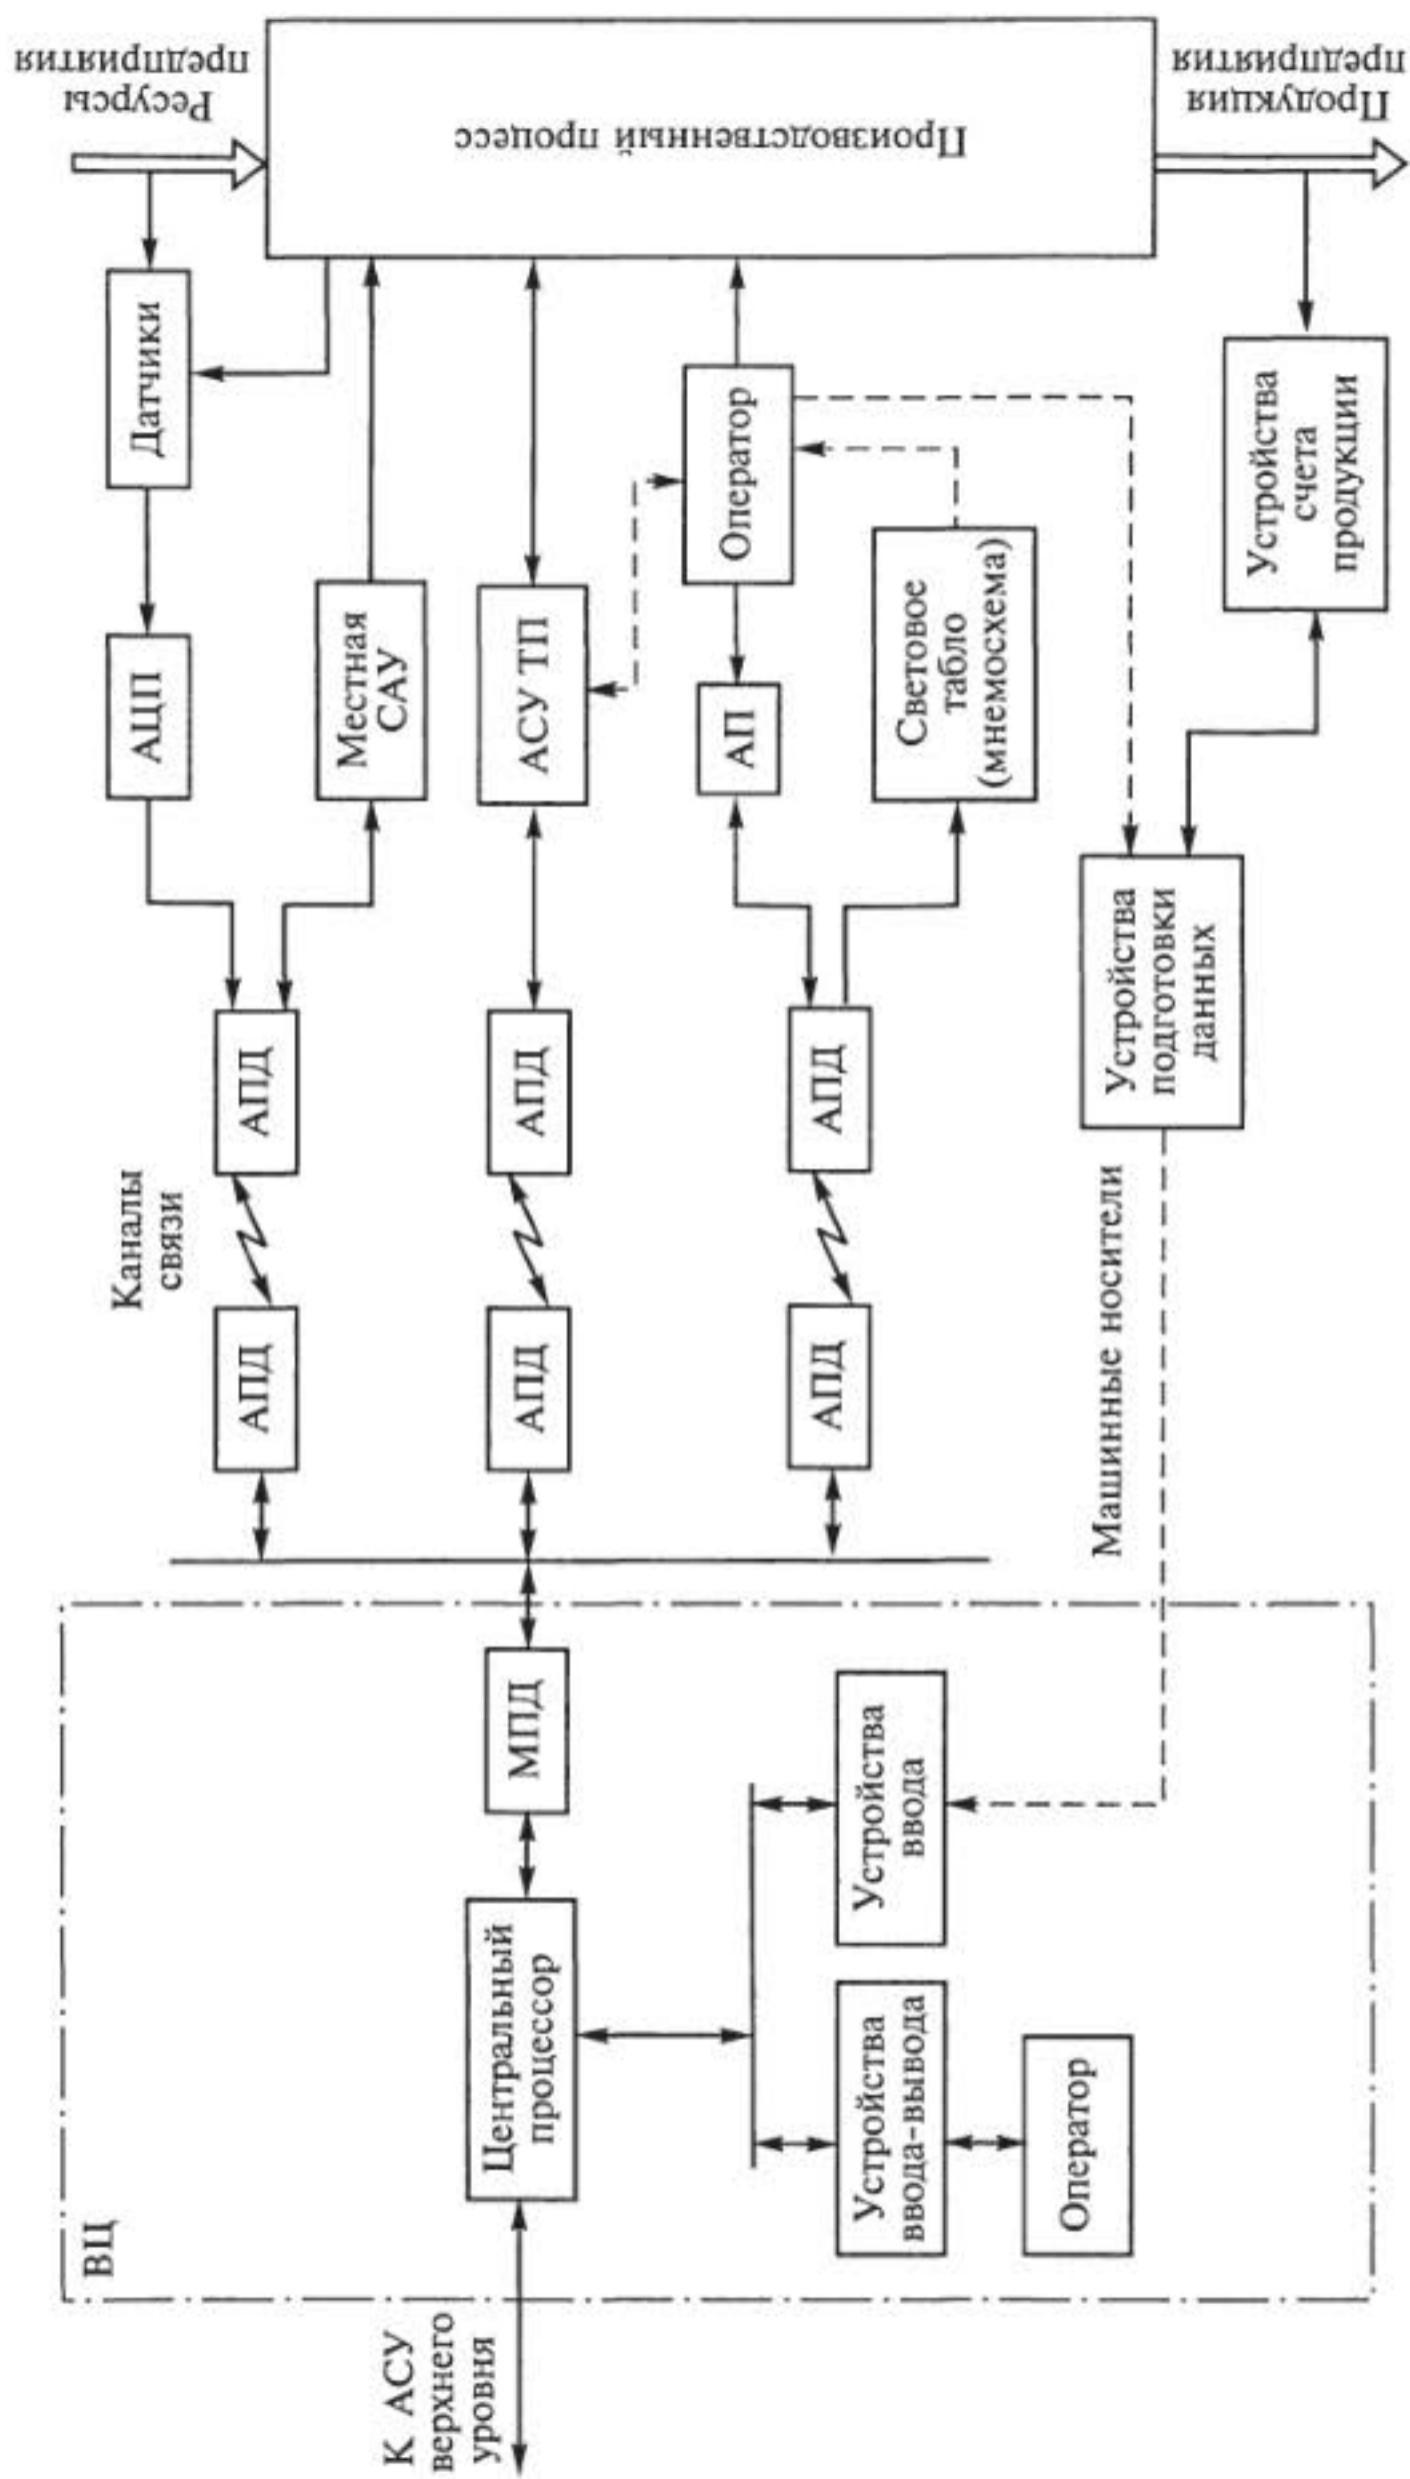 ВЦ
К АСУ
верхнего
уровня
Центральный
процессор
МПД
Устройства
ввода-вывода
Оператор
Устройства
ввода
Каналы
связи
АПД
АПД
АПД
АПД
АПД
АПД
Машинные носители
АЦП
Датчики
Местная
САУ
АСУ ТП
АП
Оператор
Световое
табло
(мнемосхема)
Устройства
подготовки
данных
Устройства
счета
продукции
Ресурсы
предприятия
Производственный процесс
Продукция
предприятия